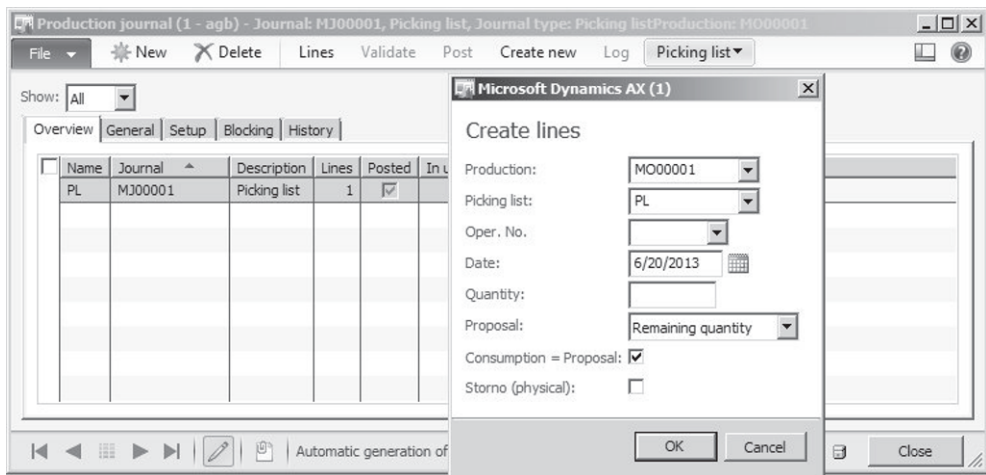 Production journal (1 - agb) - Journal: MJ00001, Picking list, Journal type: Picking listProduction: MO00001
File New Delete Lines Validate Post Create new Log Picking list
Show: All
Overview General Setup Blocking History
Name Journal Description Lines Posted In u
PL MJ00001 Picking list 1
Microsoft Dynamics AX (1)
Create lines
Production: MO00001
Picking list: PL
Oper. No.
Date: 6/20/2013
Quantity:
Proposal: Remaining quantity
Consumption = Proposal:
Storno (physical):
OK Cancel
Automatic generation of
Close